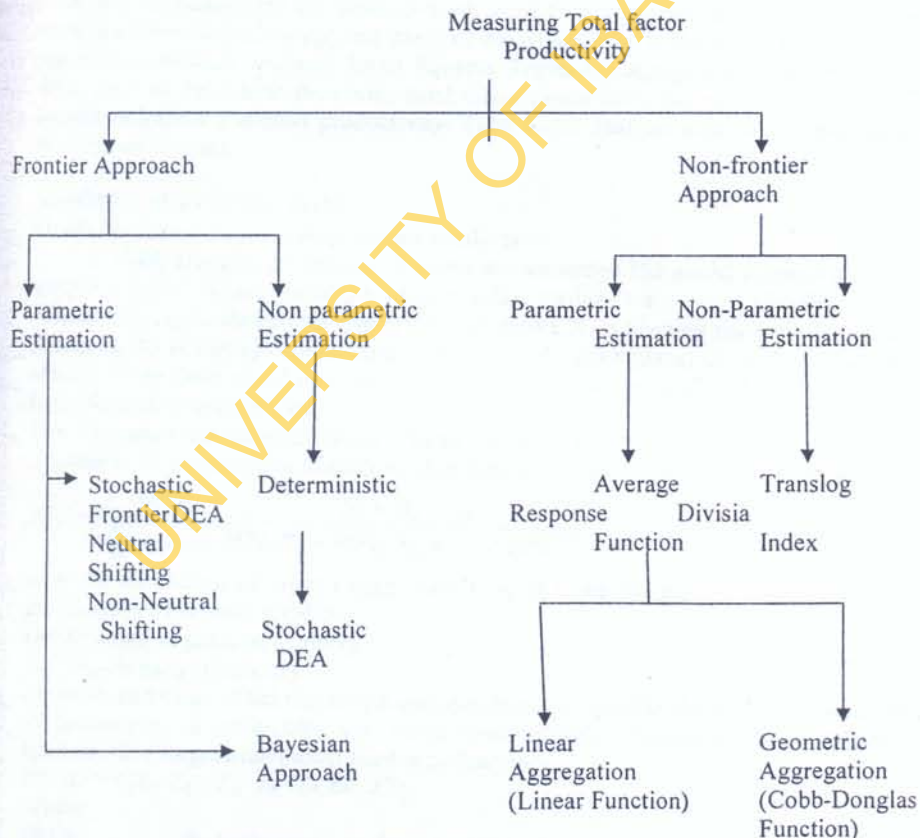 Measuring Total factor
Productivity
Frontier Approach
Non-frontier
Approach
Parametric
Estimation
Non parametric
Estimation
Parametric
Estimation
Non-Parametric
Estimation
Stochastic
FrontierDEA
Neutral
Shifting
Non-Neutral
Shifting
Deterministic
Stochastic
DEA
Bayesian
Approach
Average
Response
Function
Translog
Divisia
Index
Linear
Aggregation
(Linear Function)
Geometric
Aggregation
(Cobb-Donglas
Function)
UNIVERSITY OF IBA